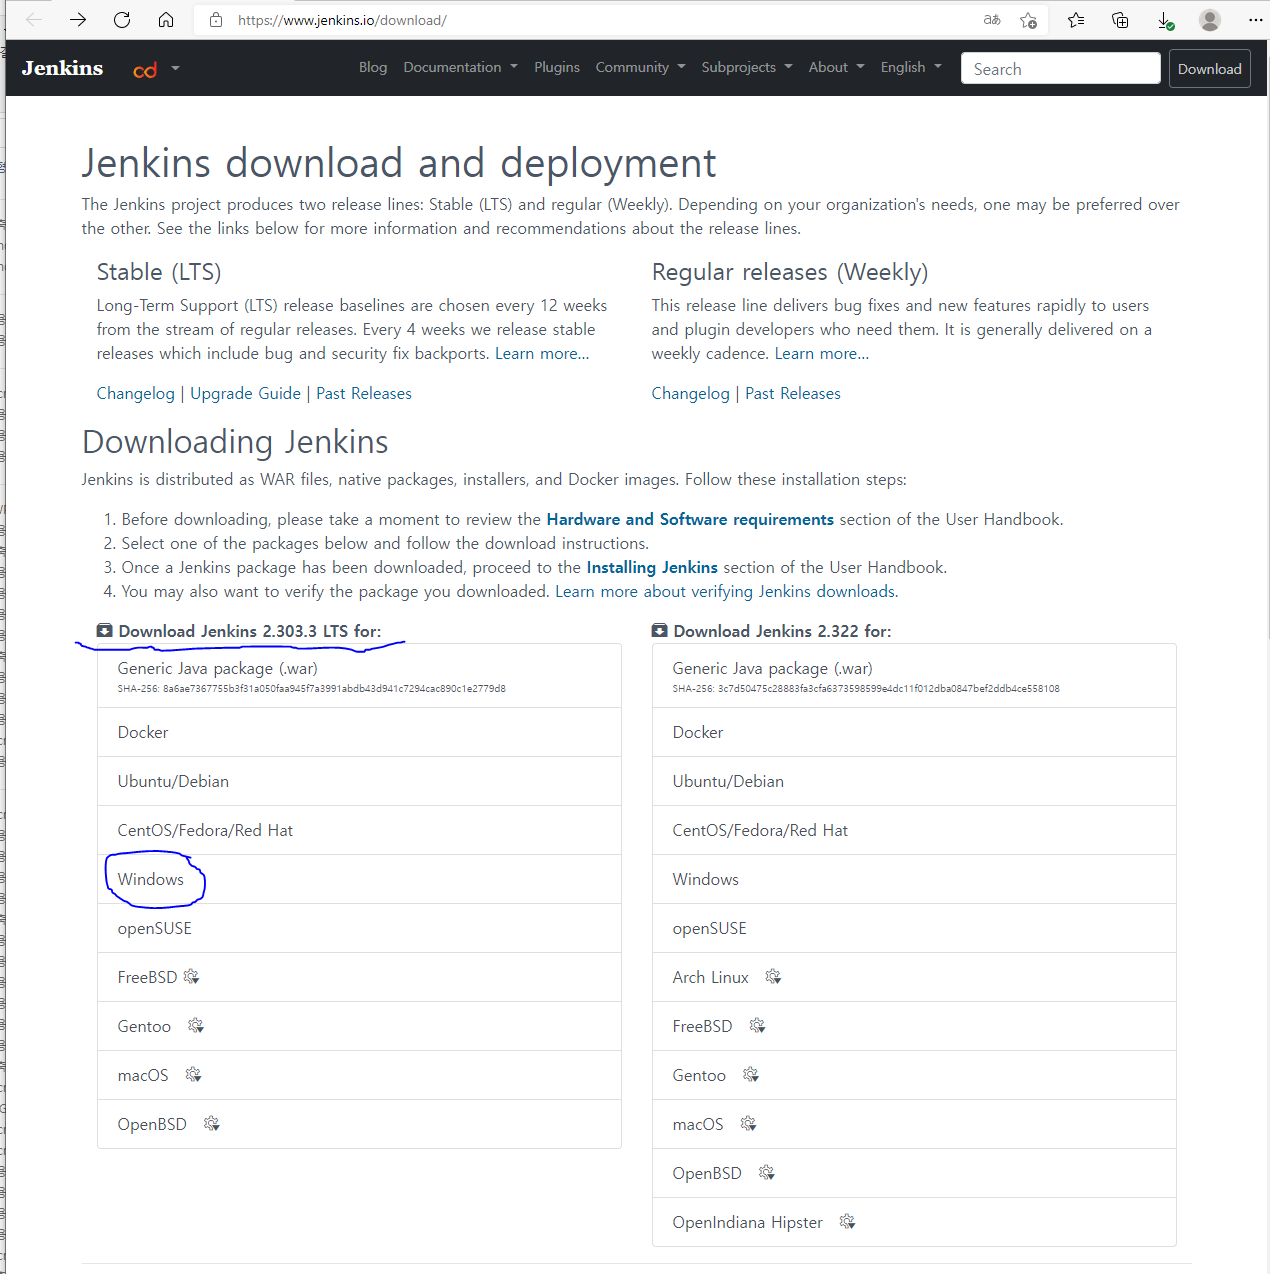 https://www.jenkins.io/download/
Jenkins cd Blog Documentation Plugins Community Subprojects About English Search Download
Jenkins download and deployment
The Jenkins project produces two release lines: Stable (LTS) and regular (Weekly). Depending on your organization's needs, one may be preferred over
the other. See the links below for more information and recommendations about the release lines.
Stable (LTS)
Long-Term Support (LTS) release baselines are chosen every 12 weeks
from the stream of regular releases. Every 4 weeks we release stable
releases which include bug and security fix backports. Learn more...
Changelog | Upgrade Guide | Past Releases
Regular releases (Weekly)
This release line delivers bug fixes and new features rapidly to users
and plugin developers who need them. It is generally delivered on a
weekly cadence. Learn more...
Changelog | Past Releases
Downloading Jenkins
Jenkins is distributed as WAR files, native packages, installers, and Docker images. Follow these installation steps:
1. Before downloading, please take a moment to review the Hardware and Software requirements section of the User Handbook.
2. Select one of the packages below and follow the download instructions.
3. Once a Jenkins package has been downloaded, proceed to the Installing Jenkins section of the User Handbook.
4. You may also want to verify the package you downloaded. Learn more about verifying Jenkins downloads.
Download Jenkins 2.303.3 LTS for:
Generic Java package (.war)
SHA-256: 8a6ae7367755b3f31a050faa945f7a3991abdb43d941c7294cac890c1e2779d8
Docker
Ubuntu/Debian
CentOS/Fedora/Red Hat
Windows
openSUSE
FreeBSD
Gentoo
macOS
OpenBSD
Download Jenkins 2.322 for:
Generic Java package (.war)
SHA-256: 3c7d50475c28883fa3cfa6373598599e4dc11f012dba0847bef2ddb4ce558108
Docker
Ubuntu/Debian
CentOS/Fedora/Red Hat
Windows
openSUSE
Arch Linux
FreeBSD
Gentoo
macOS
OpenBSD
OpenIndiana Hipster